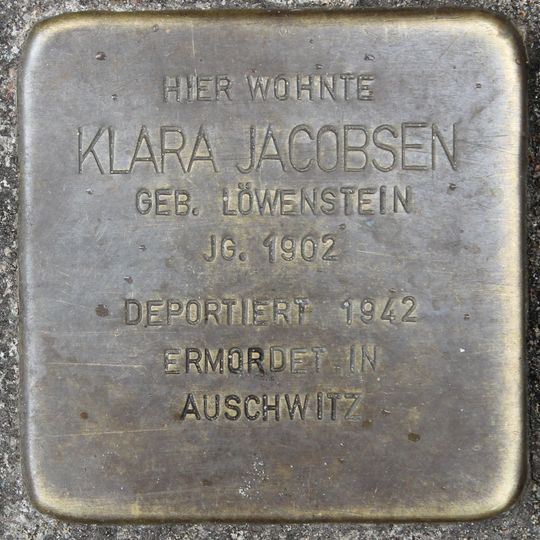 HIER WOHNTE
KLARA JACOBSEN
GEB. LÖWENSTEIN
JG. 1902
DEPORTIERT 1942
ERMORDET IN
AUSCHWITZ